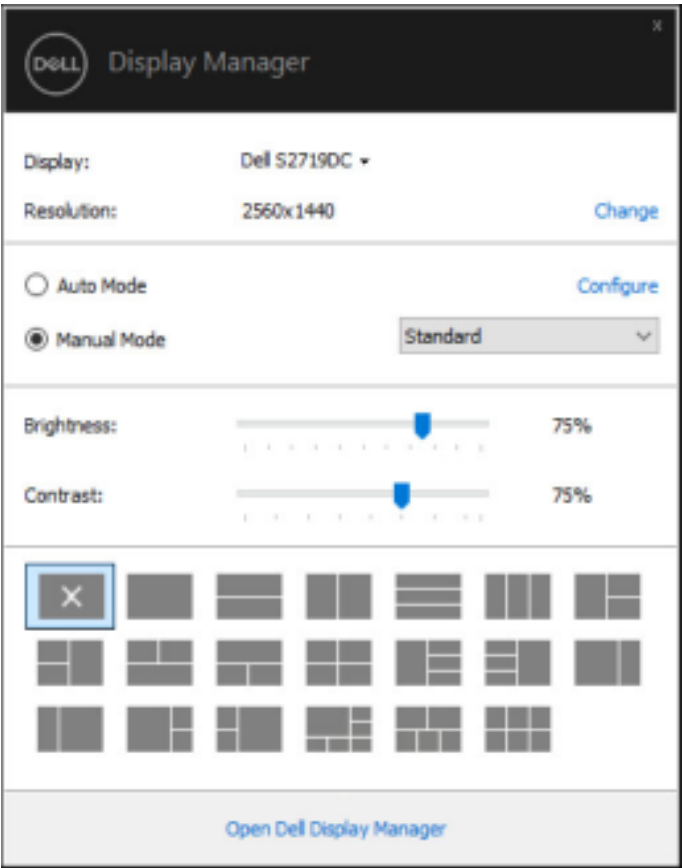 DELL Display Manager
x
Display: Dell S2719DC
Resolution: 2560x1440 Change
Auto Mode Configure
Manual Mode Standard
Brightness: 75%
Contrast: 75%
Open Dell Display Manager